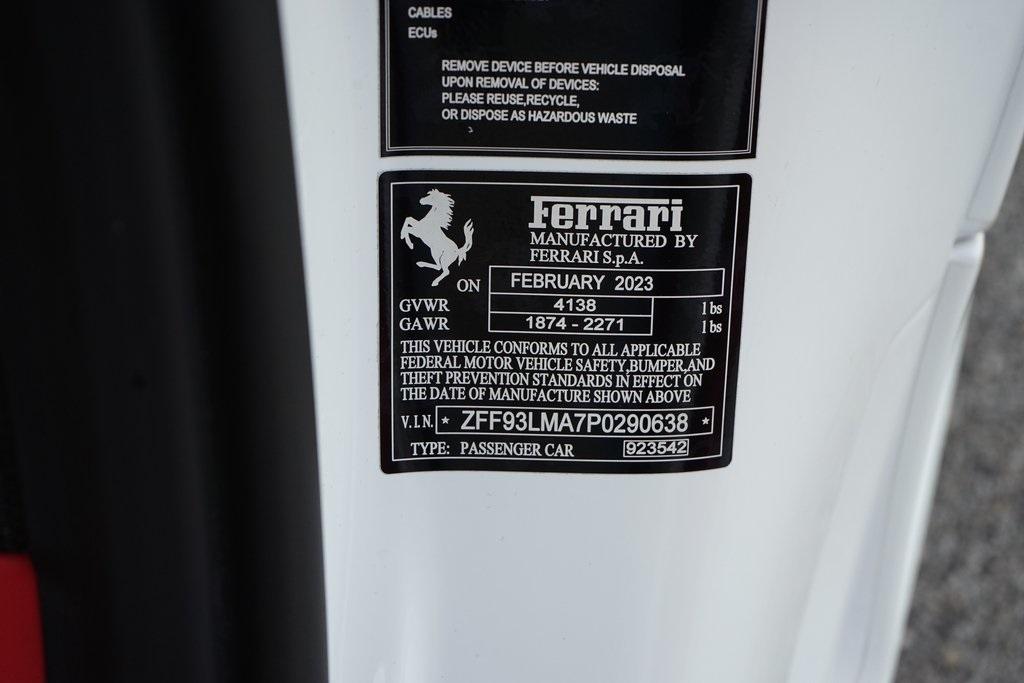 CABLES
ECUs
REMOVE DEVICE BEFORE VEHICLE DISPOSAL
UPON REMOVAL OF DEVICES:
PLEASE REUSE,RECYCLE,
OR DISPOSE AS HAZARDOUS WASTE
Ferrari
MANUFACTURED BY
FERRARI S.p.A.
ON FEBRUARY 2023
GVWR 4138 lbs
GAWR 1874 - 2271 lbs
THIS VEHICLE CONFORMS TO ALL APPLICABLE
FEDERAL MOTOR VEHICLE SAFETY,BUMPER,AND
THEFT PREVENTION STANDARDS IN EFFECT ON
THE DATE OF MANUFACTURE SHOWN ABOVE
V.I.N. * ZFF93LMA7P0290638 *
TYPE: PASSENGER CAR 923542